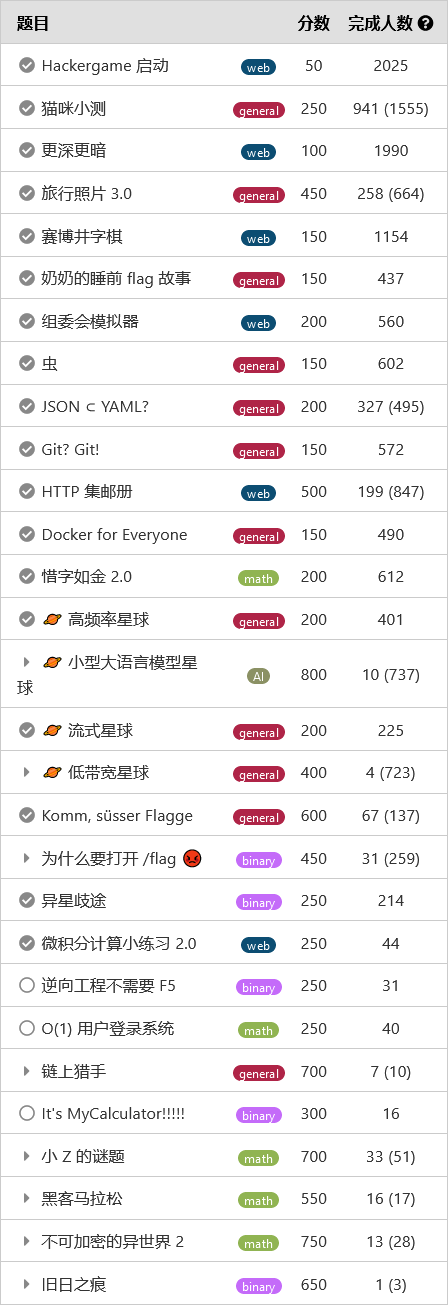 题目 分数 完成人数
Hackergame 启动 web 50 2025
猫咪小测 general 250 941 (1555)
更深更暗 web 100 1990
旅行照片 3.0 general 450 258 (664)
赛博井字棋 web 150 1154
奶奶的睡前 flag 故事 general 150 437
组委会模拟器 web 200 560
虫 general 150 602
JSON ⊂ YAML? general 200 327 (495)
Git? Git! general 150 572
HTTP 集邮册 web 500 199 (847)
Docker for Everyone general 150 490
惜字如金 2.0 math 200 612
🪐 高频率星球 general 200 401
🪐 小型大语言模型星 AI 800 10 (737)
球
🪐 流式星球 general 200 225
🪐 低带宽星球 general 400 4 (723)
Komm, süsser Flagge general 600 67 (137)
为什么要打开 /flag 😡 binary 450 31 (259)
异星歧途 binary 250 214
微积分计算小练习 2.0 web 250 44
逆向工程不需要 F5 binary 250 31
O(1) 用户登录系统 math 250 40
链上猎手 general 700 7 (10)
It's MyCalculator!!!!! binary 300 16
小 Z 的谜题 math 700 33 (51)
黑客马拉松 math 550 16 (17)
不可加密的异世界 2 math 750 13 (28)
旧日之痕 binary 650 1 (3)